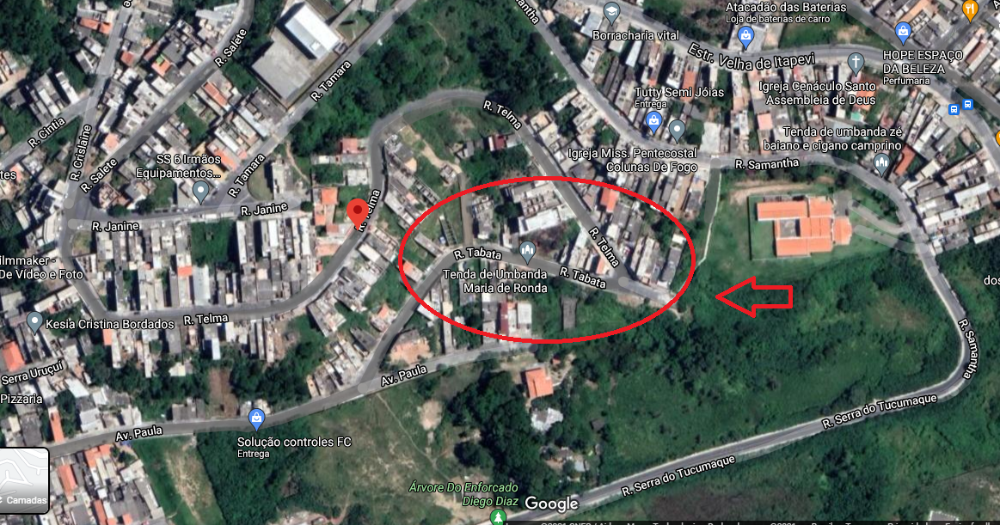 Atacadão das Baterias
Loja de baterias de carro
Borracharia vital
Estr. Velha de Itapevi
HOPE ESPAÇO
DA BELEZA
Perfumaria
R. Salete
R. Tamara
Igreja Cenáculo Santo
Assembleia de Deus
Tutty Semi Jóias
Entrega
R. Telma
R. Cintia
R. Crislaine
Tenda de umbanda zé
baiano e cigano camprino
SS 6 Irmãos
Equipamentos...
Igreja Miss. Pentecostal
Colunas De Fogo
R. Samantha
R. Salete
R. Tamara
R. Janine
R. Janine
R. Telma
R. Telma
R. Tabata
R. Tabata
Tenda de Umbanda
Maria de Ronda
De Vídeo e Foto
Kesia Cristina Bordados
R. Telma
R. Samantha
Serra Uruçuí
Pizzaria
Av. Paula
Av. Paula
R. Serra do Tucumaque
Solução controles FC
Entrega
R. Serra do Tucumaque
Árvore Do Enforcado
Diego Diaz
Google
Camadas